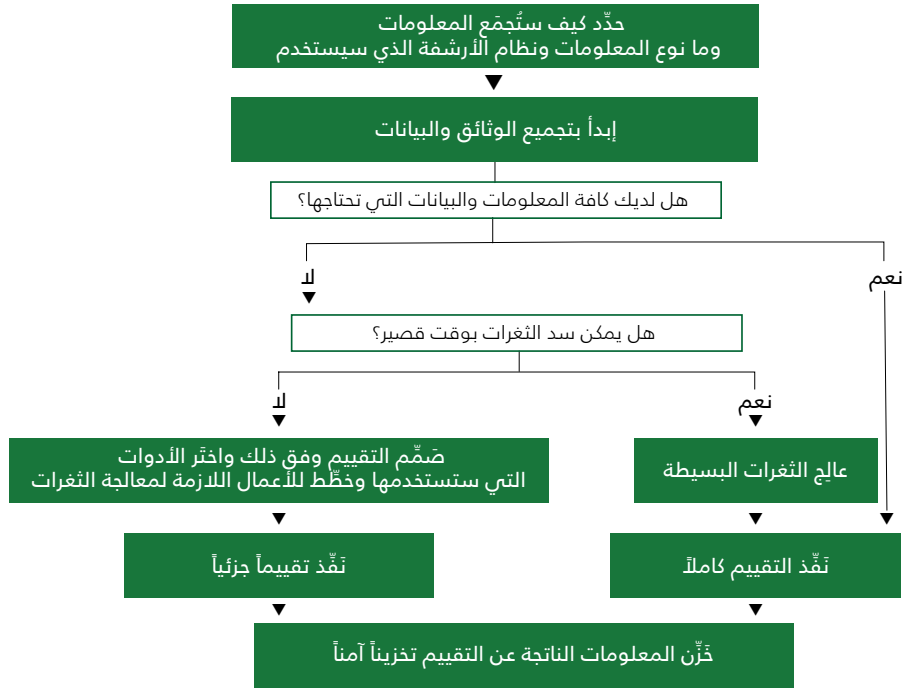 حدِّد كيف ستُجمَع المعلومات
وما نوع المعلومات ونظام الأرشفة الذي سيستخدم
إبدأ بتجميع الوثائق والبيانات
هل لديك كافة المعلومات والبيانات التي تحتاجها؟
نعم
لا
هل يمكن سد الثغرات بوقت قصير؟
نعم
لا
عالِج الثغرات البسيطة
صَمِّم التقييم وفق ذلك واختَر الأدوات
التي ستستخدمها وخطِّط للأعمال اللازمة لمعالجة الثغرات
نَفِّذ التقييم كاملاً
نَفِّذ تقييماً جزئياً
خَزِّن المعلومات الناتجة عن التقييم تخزيناً آمناً